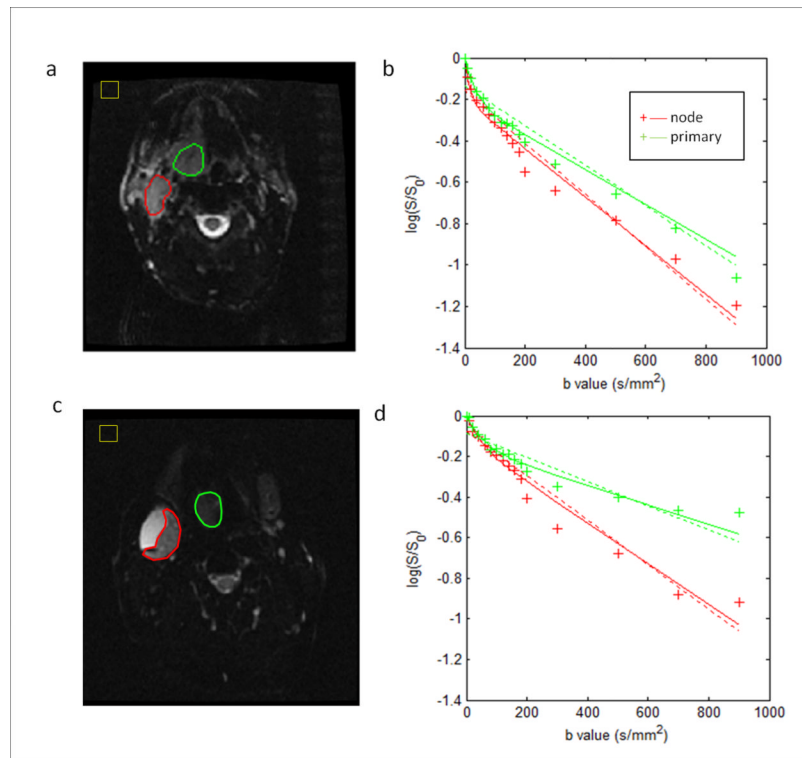 a
b
0
-0.2
-0.4
-0.6
-0.8
-1
-1.2
-1.4
log(S/S₀)
node
primary
0 200 400 600 800 1000
b value (s/mm²)
c
d
0
-0.2
-0.4
-0.6
-0.8
-1
-1.2
-1.4
log(S/S₀)
0 200 400 600 800 1000
b value (s/mm²)